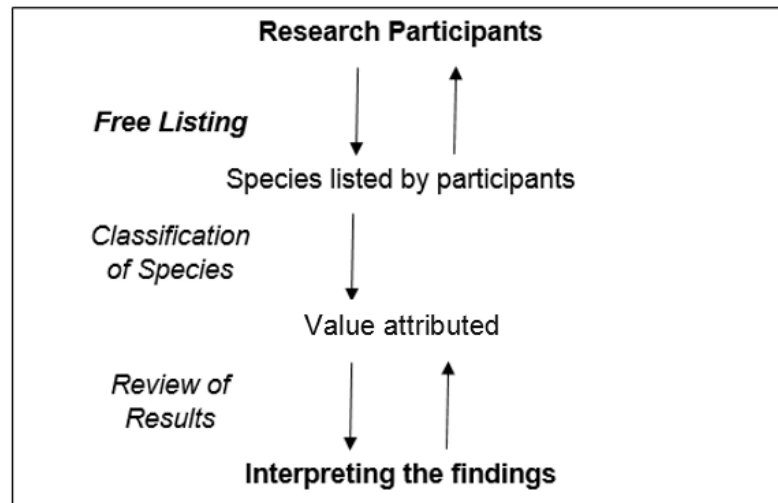 Research Participants
Free Listing
Species listed by participants
Classification
of Species
Value attributed
Review of
Results
Interpreting the findings